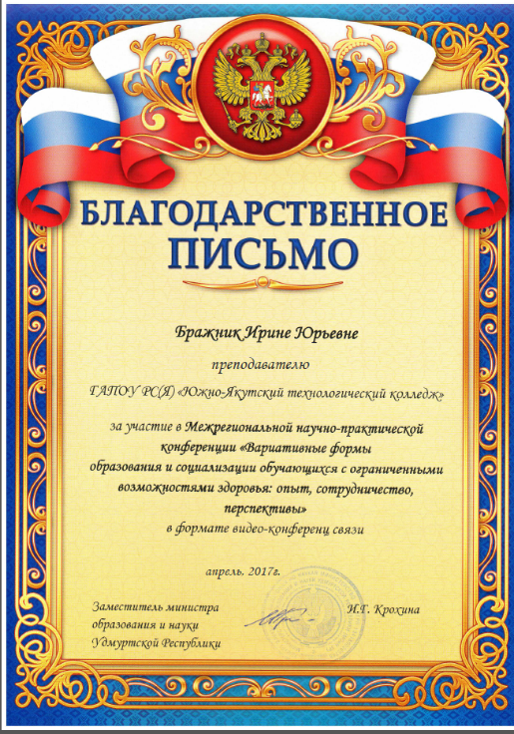 БЛАГОДАРСТВЕННОЕ
ПИСЬМО
Бражник Ирине Юрьевне
преподавателю
ГАПОУ РС(Я) «Южно-Якутский технологический колледж»
за участие в Межрегиональной научно-практической
конференции «Вариативные формы
образования и социализации обучающихся с ограниченными
возможностями здоровья: опыт, сотрудничество,
перспективы»
в формате видео-конференц связи
апрель. 2017г.
Заместитель министра
образования и науки
Удмуртской Республики
И.Г. Крохина